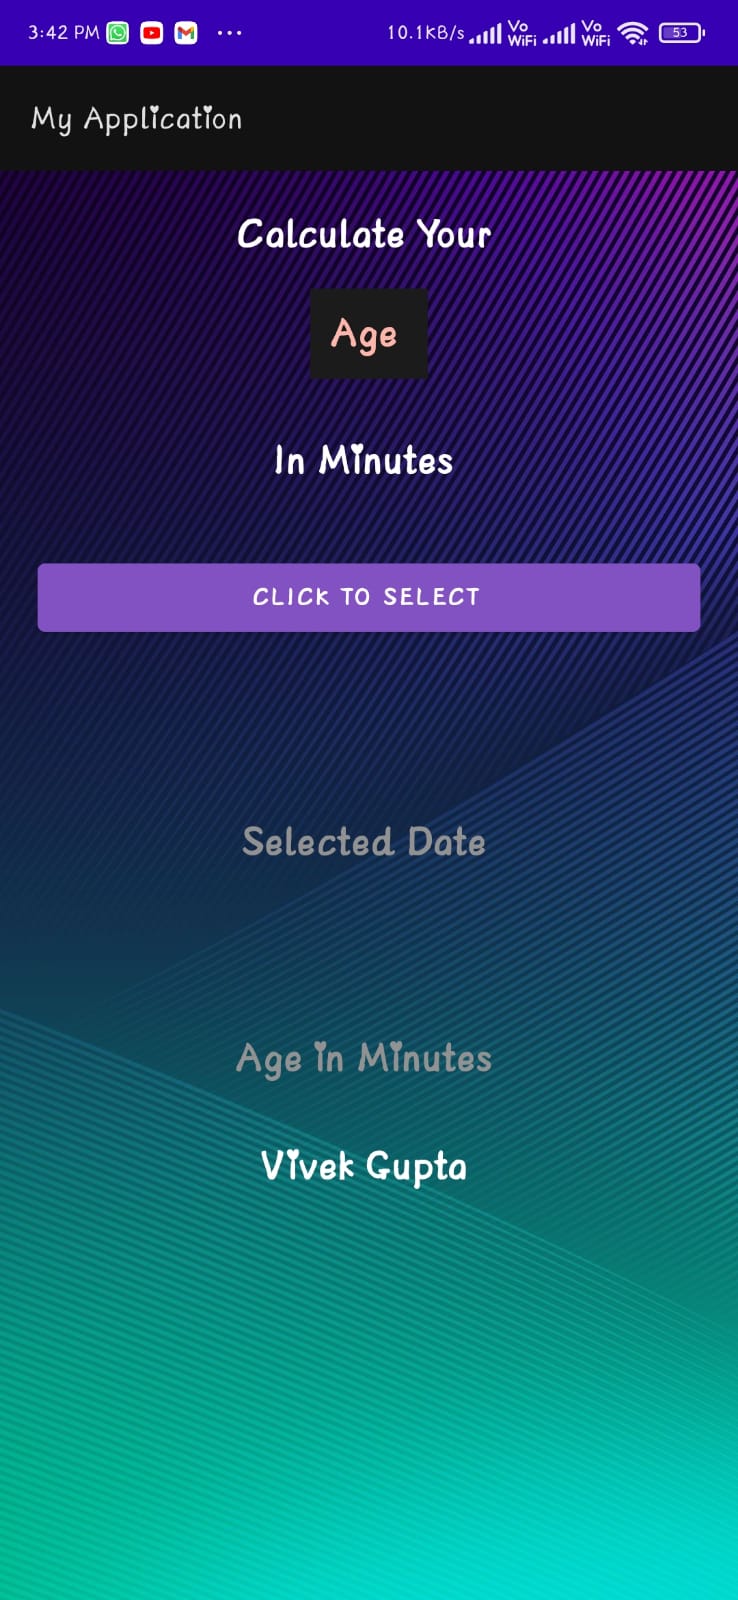 3:42 PM ... 10.1KB/s Vo WiFi Vo WiFi 53
My Application
Calculate Your
Age
In Minutes
CLICK TO SELECT
Selected Date
Age in Minutes
Vivek Gupta